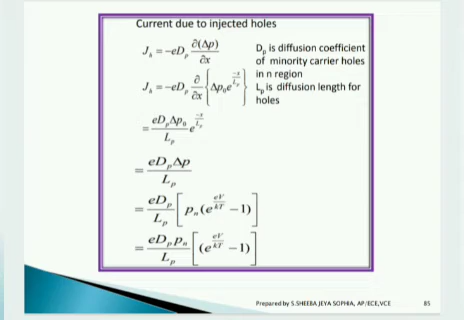 Current due to injected holes
J_h = -eD_p ∂(Δp)/∂x
D_p is diffusion coefficient
of minority carrier holes
in n region
J_h = -eD_p ∂/∂x {Δp_o e^(-x/L_p)}
L_p is diffusion length for
holes
= eD_pΔp_o/L_p e^(-x/L_p)
= eD_pΔp/L_p
= eD_p/L_p [p_n(e^(eV/kT) - 1)]
= eD_p p_n/L_p [(e^(eV/kT) - 1)]
Prepared by S.SHEEBA JEYA SOPHIA, AP/ECE,VCE
85